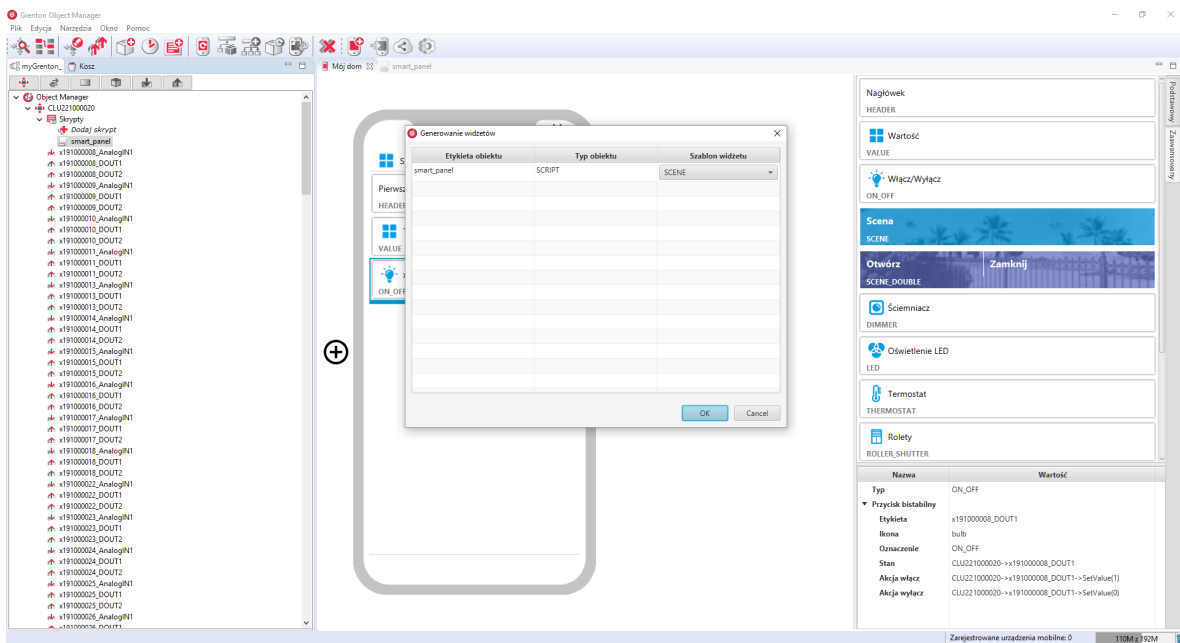 Grenton Object Manager
Plik Edycja Narzędzia Okno Pomoc
myGrenton_ Kosz
Mój dom smart_panel
Object Manager
CLU221000020
Skrypty
Dodaj skrypt
smart_panel
x191000008_AnalogIN1
x191000008_DOUT1
x191000008_DOUT2
x191000009_AnalogIN1
x191000009_DOUT1
x191000009_DOUT2
x191000010_AnalogIN1
x191000010_DOUT1
x191000010_DOUT2
x191000011_AnalogIN1
x191000011_DOUT1
x191000011_DOUT2
x191000013_AnalogIN1
x191000013_DOUT1
x191000013_DOUT2
x191000014_AnalogIN1
x191000014_DOUT1
x191000014_DOUT2
x191000015_AnalogIN1
x191000015_DOUT1
x191000015_DOUT2
x191000016_AnalogIN1
x191000016_DOUT1
x191000016_DOUT2
x191000017_AnalogIN1
x191000017_DOUT1
x191000017_DOUT2
x191000018_AnalogIN1
x191000018_DOUT1
x191000018_DOUT2
x191000022_AnalogIN1
x191000022_DOUT1
x191000022_DOUT2
x191000023_AnalogIN1
x191000023_DOUT1
x191000023_DOUT2
x191000024_AnalogIN1
x191000024_DOUT1
x191000024_DOUT2
x191000025_AnalogIN1
x191000025_DOUT1
x191000025_DOUT2
x191000026_AnalogIN1
x191000026_DOUT1
S
Pierwsz
HEADER
VALUE
ON_OFF
Generowanie widżetów
Etykieta obiektu Typ obiektu Szablon widżetu
smart_panel SCRIPT SCENE
OK Cancel
Nagłówek
HEADER
Wartość
VALUE
Włącz/Wyłącz
ON_OFF
Scena
SCENE
Otwórz Zamknij
SCENE_DOUBLE
Ściemniacz
DIMMER
Oświetlenie LED
LED
Termostat
THERMOSTAT
Rolety
ROLLER_SHUTTER
Podstawowy
Zaawansowany
Nazwa Wartość
Typ ON_OFF
Przycisk bistabilny
Etykieta x191000008_DOUT1
Ikona bulb
Oznaczenie ON_OFF
Stan CLU221000020->x191000008_DOUT1
Akcja włącz CLU221000020->x191000008_DOUT1->SetValue(1)
Akcja wyłącz CLU221000020->x191000008_DOUT1->SetValue(0)
Zarejestrowane urządzenia mobilne: 0 110M z 192M